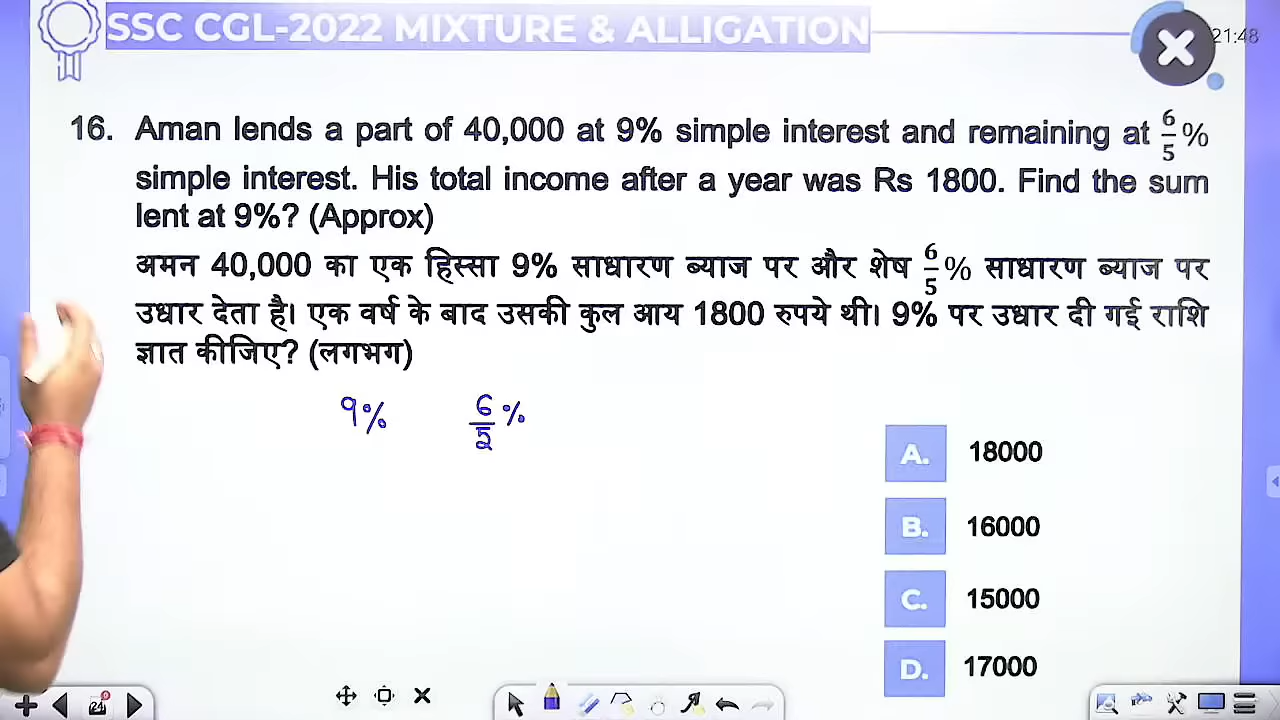 SSC CGL-2022 MIXTURE & ALLIGATION
21:48
16. Aman lends a part of 40,000 at 9% simple interest and remaining at 6/5%
simple interest. His total income after a year was Rs 1800. Find the sum
lent at 9%? (Approx)
अमन 40,000 का एक हिस्सा 9% साधारण ब्याज पर और शेष 6/5% साधारण ब्याज पर
उधार देता है। एक वर्ष के बाद उसकी कुल आय 1800 रुपये थी। 9% पर उधार दी गई राशि
ज्ञात कीजिए? (लगभग)
9% 6/5%
A. 18000
B. 16000
C. 15000
D. 17000
24